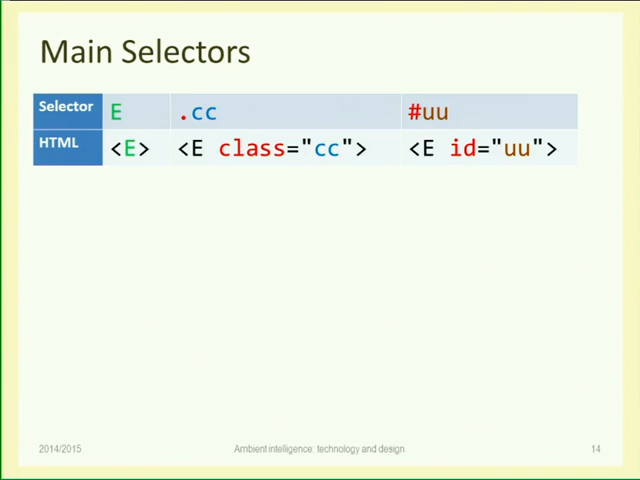 Main Selectors
Selector E .cc #uu
HTML <E> <E class="cc"> <E id="uu">
2014/2015 Ambient intelligence: technology and design 14